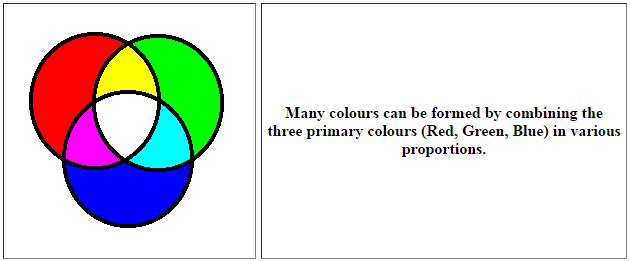 Many colours can be formed by combining the
three primary colours (Red, Green, Blue) in various
proportions.